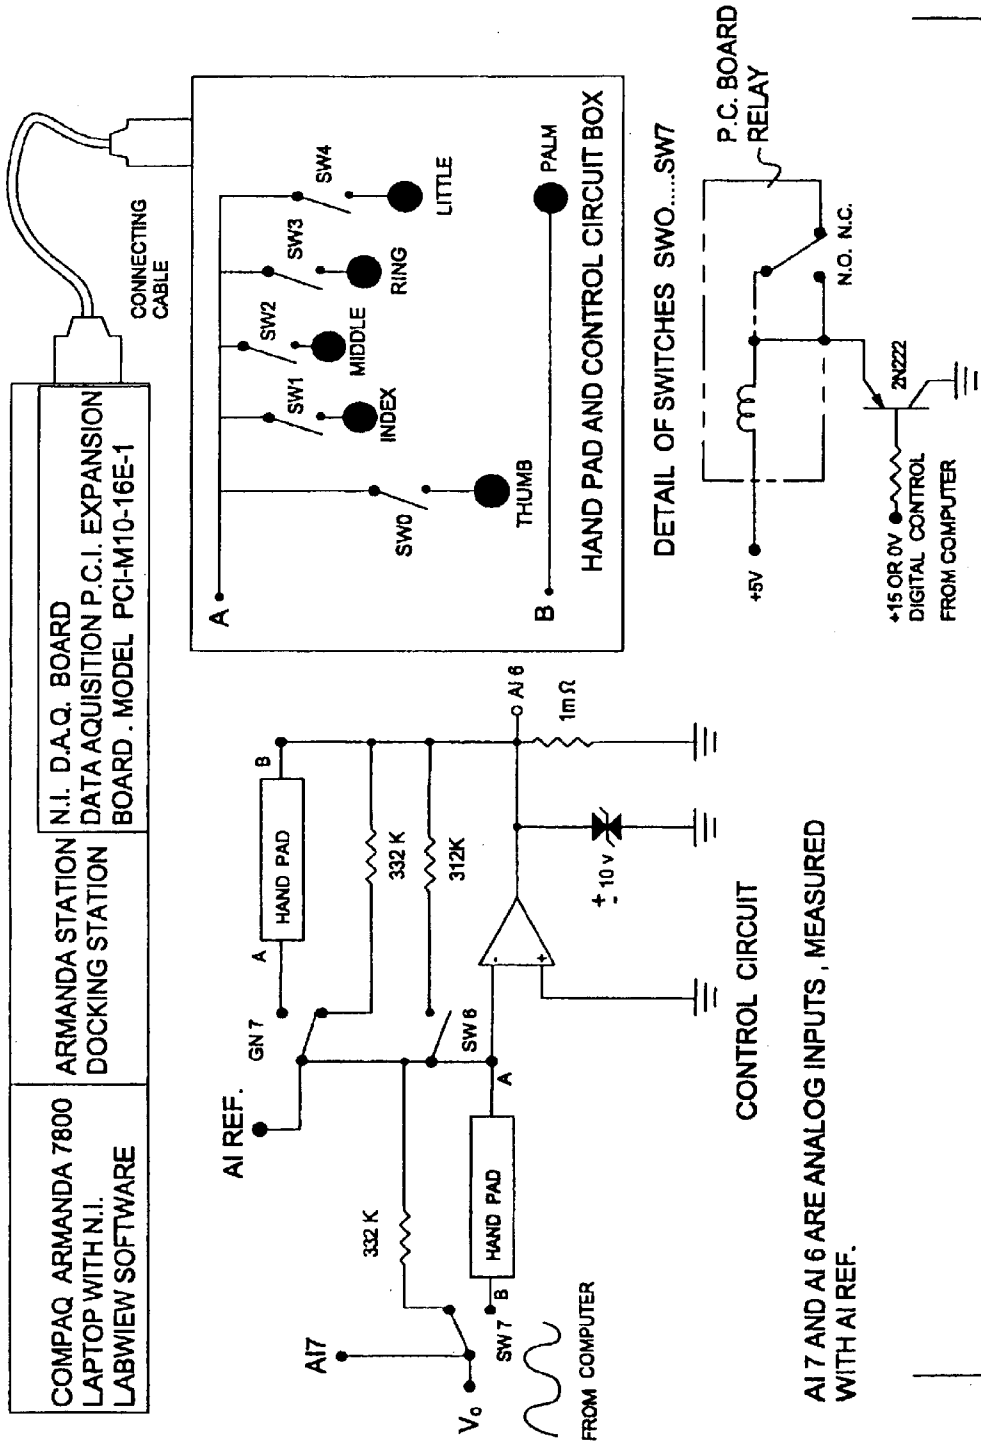 COMPAQ ARMANDA 7800
LAPTOP WITH N.I.
LABWIEW SOFTWARE
ARMANDA STATION
DOCKING STATION
N.I. D.A.Q. BOARD
DATA AQUISITION P.C.I. EXPANSION
BOARD . MODEL PCI-M10-16E-1
CONNECTING
CABLE
AI7
V0
SW 7
B
FROM COMPUTER
332 K
HAND PAD
A
AI REF.
GN 7
A
HAND PAD
B
332 K
312K
SW 6
-
+
+ 10 v
-
AI 6
1mΩ
CONTROL CIRCUIT
AI 7 AND AI 6 ARE ANALOG INPUTS , MEASURED
WITH AI REF.
A
SW0
THUMB
SW1
INDEX
SW2
MIDDLE
SW3
RING
SW4
LITTLE
B
PALM
HAND PAD AND CONTROL CIRCUIT BOX
DETAIL OF SWITCHES SWO.....SW7
P.C. BOARD
RELAY
+5V
N.O. N.C.
2N222
+15 OR 0V
DIGITAL CONTROL
FROM COMPUTER